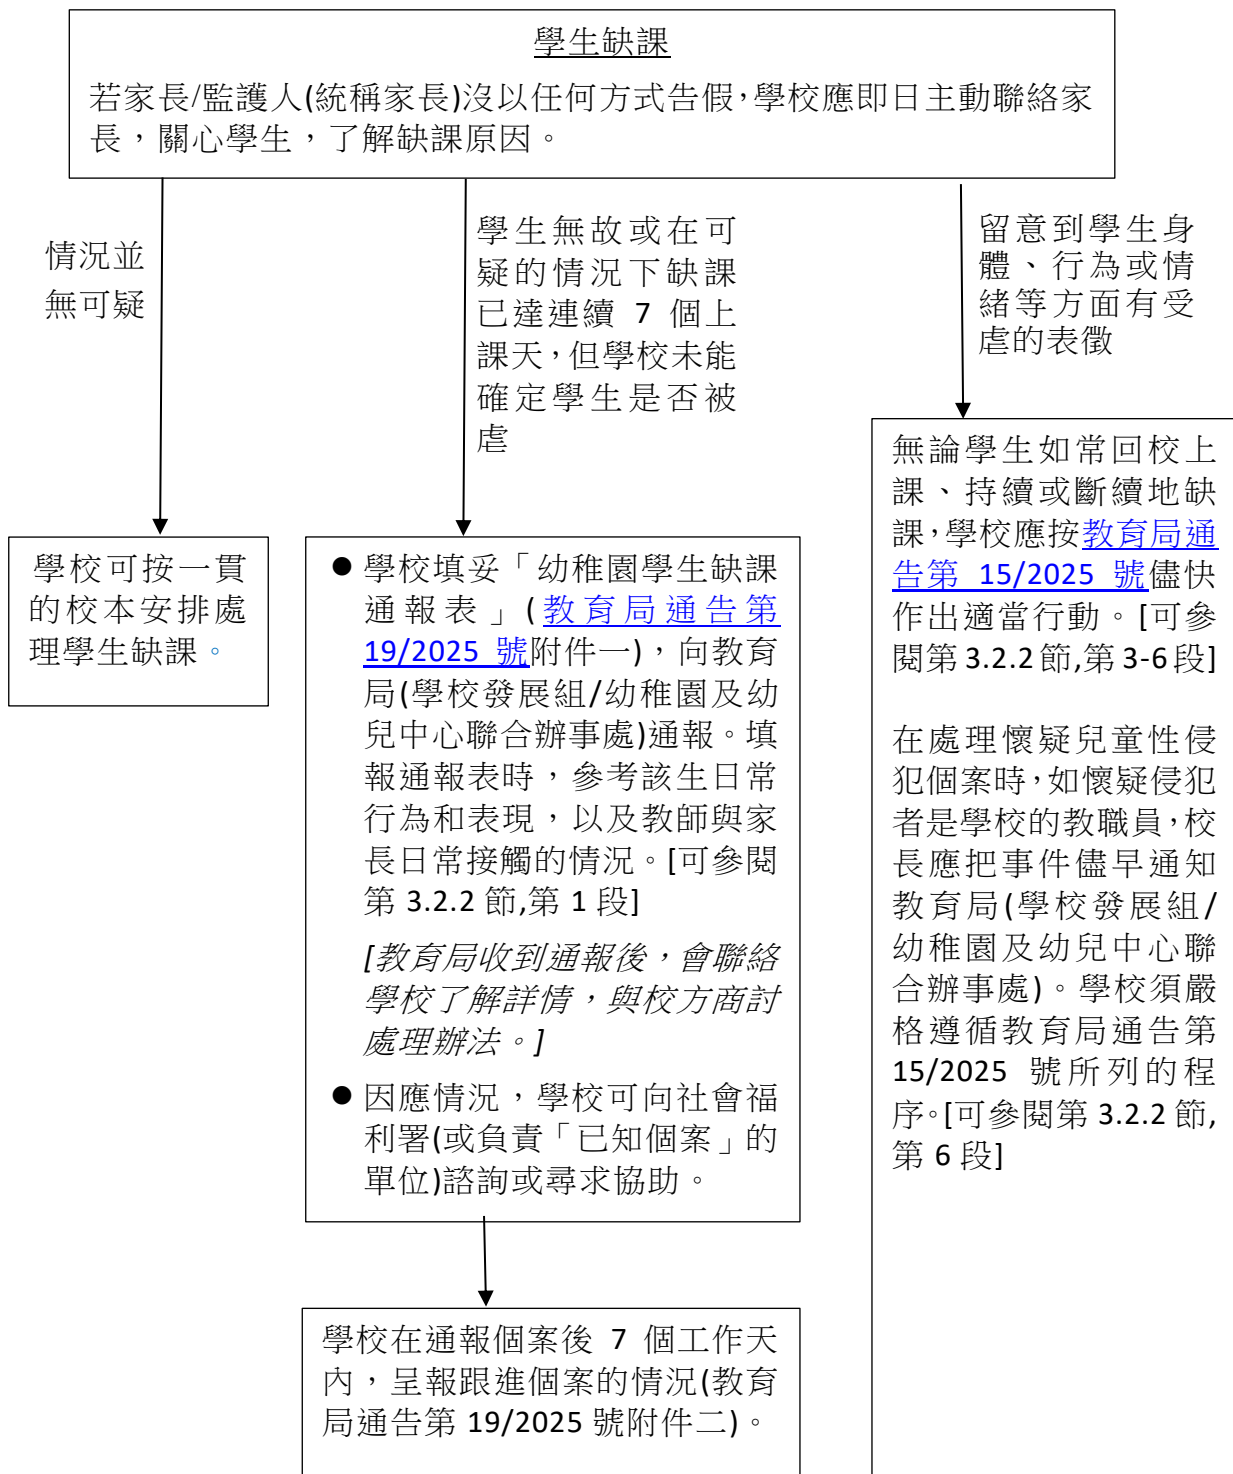 學生缺課
若家長/監護人(統稱家長)沒以任何方式告假，學校應即日主動聯絡家
長，關心學生，了解缺課原因。
情況並
無可疑
學生無故或在可
疑的情況下缺課
已達連續 7 個上
課天，但學校未能
確定學生是否被
虐
留意到學生身
體、行為或情
緒等方面有受
虐的表徵
學校可按一貫
的校本安排處
理學生缺課。
● 學校填妥「幼稚園學生缺課
通報表」(教育局通告第
19/2025 號附件一)，向教育
局(學校發展組/幼稚園及幼
兒中心聯合辦事處)通報。填
報通報表時，參考該生日常
行為和表現，以及教師與家
長日常接觸的情況。[可參閱
第 3.2.2 節,第 1 段]
[教育局收到通報後，會聯絡
學校了解詳情，與校方商討
處理辦法。]
● 因應情況，學校可向社會福
利署(或負責「已知個案」的
單位)諮詢或尋求協助。
學校在通報個案後 7 個工作天
內，呈報跟進個案的情況(教育
局通告第 19/2025 號附件二)。
無論學生如常回校上
課、持續或斷續地缺
課，學校應按教育局通
告第 15/2025 號儘快
作出適當行動。[可參
閱第 3.2.2 節,第 3-6 段]
在處理懷疑兒童性侵
犯個案時，如懷疑侵犯
者是學校的教職員，校
長應把事件儘早通知
教育局(學校發展組/
幼稚園及幼兒中心聯
合辦事處)。學校須嚴
格遵循教育局通告第
15/2025 號所列的程
序。[可參閱第 3.2.2 節,
第 6 段]